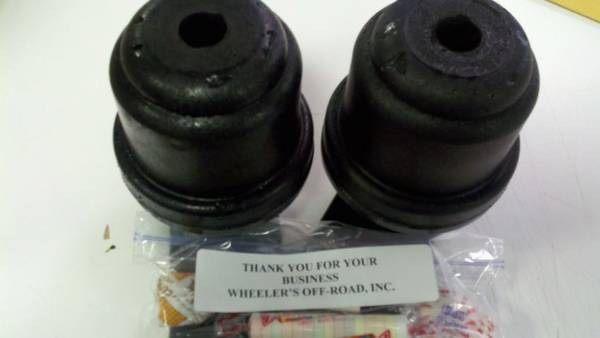 THANK YOU FOR YOUR
BUSINESS
WHEELER'S OFF-ROAD, INC.